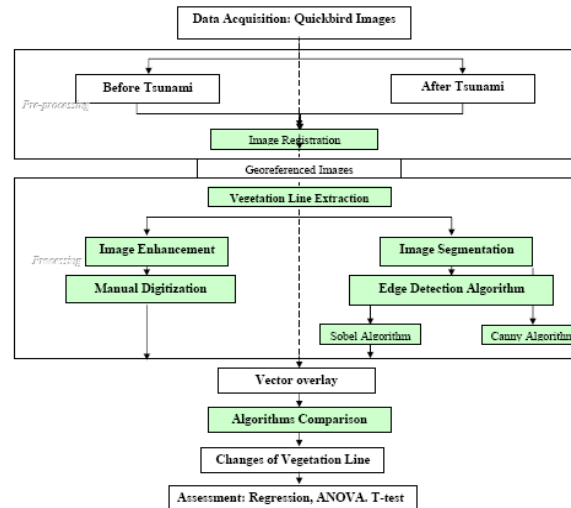 Data Acquisition: Quickbird Images
Before Tsunami
After Tsunami
Pre-processing
Image Registration
Georeferenced Images
Vegetation Line Extraction
Image Enhancement
Image Segmentation
Processing
Manual Digitization
Edge Detection Algorithm
Sobel Algorithm
Canny Algorithm
Vector overlay
Algorithms Comparison
Changes of Vegetation Line
Assessment: Regression, ANOVA. T-test